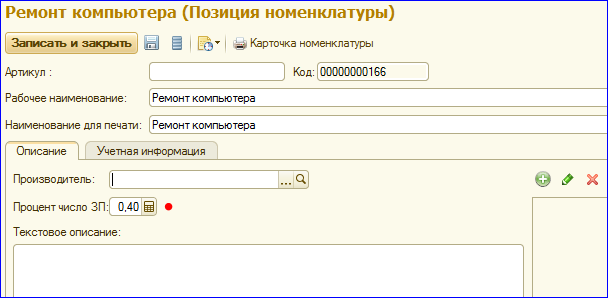 Ремонт компьютера (Позиция номенклатуры)
Записать и закрыть Карточка номенклатуры
Артикул : Код: 00000000166
Рабочее наименование: Ремонт компьютера
Наименование для печати: Ремонт компьютера
Описание Учетная информация
Производитель: ...
Процент число ЗП: 0,40
Текстовое описание: